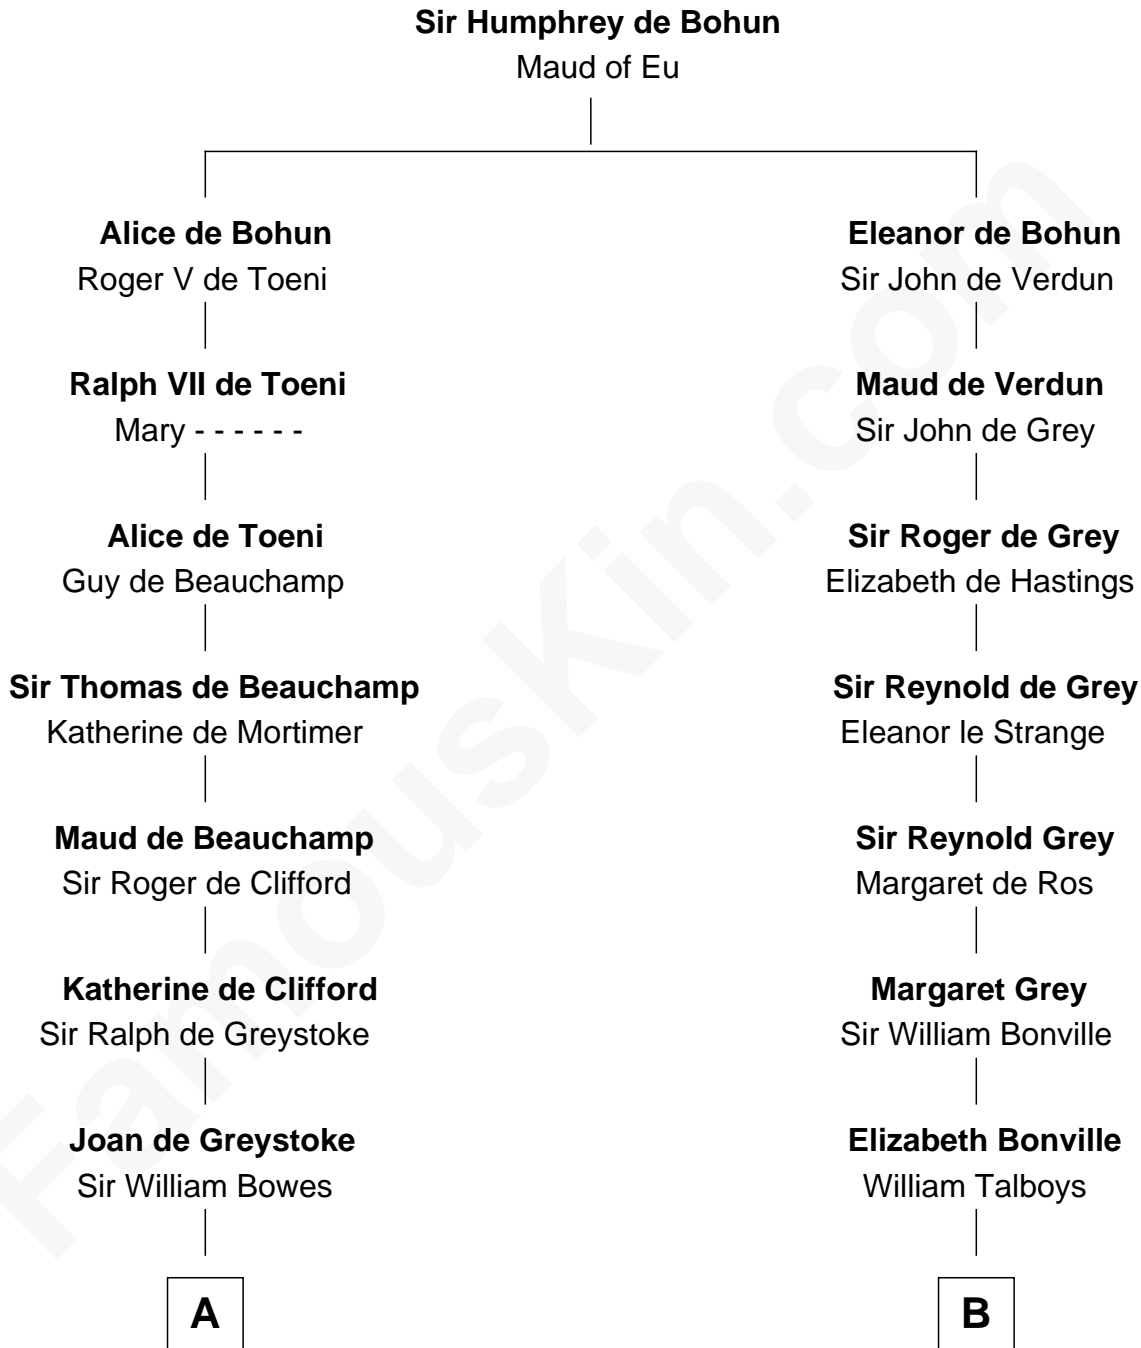 Sir Humphrey de Bohun
Maud of Eu
Alice de Bohun
Roger V de Toeni
Eleanor de Bohun
Sir John de Verdun
Ralph VII de Toeni
Mary - - - - - -
Maud de Verdun
Sir John de Grey
Alice de Toeni
Guy de Beauchamp
Sir Roger de Grey
Elizabeth de Hastings
Sir Thomas de Beauchamp
Katherine de Mortimer
Sir Reynold de Grey
Eleanor le Strange
Maud de Beauchamp
Sir Roger de Clifford
Sir Reynold Grey
Margaret de Ros
Katherine de Clifford
Sir Ralph de Greystoke
Margaret Grey
Sir William Bonville
Joan de Greystoke
Sir William Bowes
Elizabeth Bonville
William Talboys
A
B
FamousKin.com